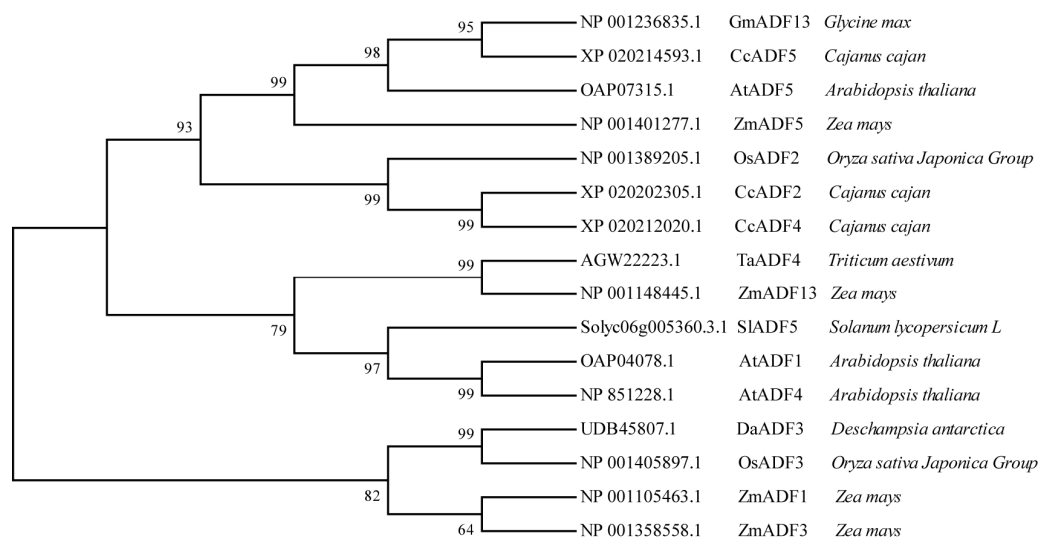 95 NP 001236835.1 GmADF13 Glycine max
98 XP 020214593.1 CcADF5 Cajanus cajan
99 OAP07315.1 AtADF5 Arabidopsis thaliana
93 NP 001401277.1 ZmADF5 Zea mays
NP 001389205.1 OsADF2 Oryza sativa Japonica Group
99 XP 020202305.1 CcADF2 Cajanus cajan
99 XP 020212020.1 CcADF4 Cajanus cajan
99 AGW22223.1 TaADF4 Triticum aestivum
NP 001148445.1 ZmADF13 Zea mays
79 Solyc06g005360.3.1 SlADF5 Solanum lycopersicum L
97 OAP04078.1 AtADF1 Arabidopsis thaliana
99 NP 851228.1 AtADF4 Arabidopsis thaliana
99 UDB45807.1 DaADF3 Deschampsia antarctica
NP 001405897.1 OsADF3 Oryza sativa Japonica Group
82 NP 001105463.1 ZmADF1 Zea mays
64 NP 001358558.1 ZmADF3 Zea mays